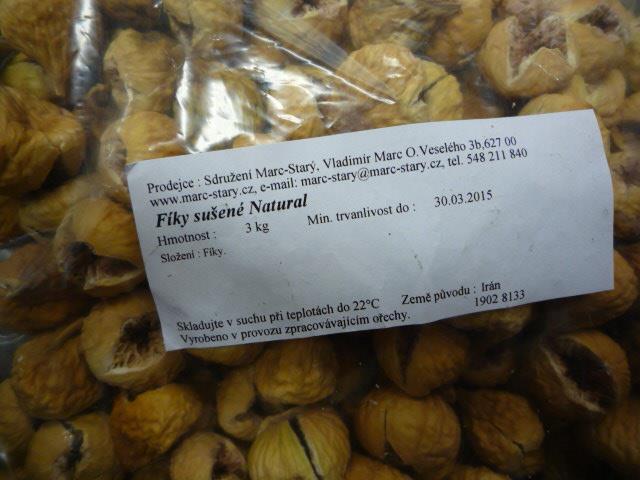 Prodejce : Sdružení Marc-Starý, Vladimír Marc O.Veselého 3b,627 00
www.marc-stary.cz, e-mail: marc-stary@marc-stary.cz, tel. 548 211 840
Fíky sušené Natural
Hmotnost : 3 kg Min. trvanlivost do : 30.03.2015
Složení : Fíky.
Skladujte v suchu při teplotách do 22°C Země původu : Irán
Vyrobeno v provozu zpracovávajícím ořechy. 1902 8133